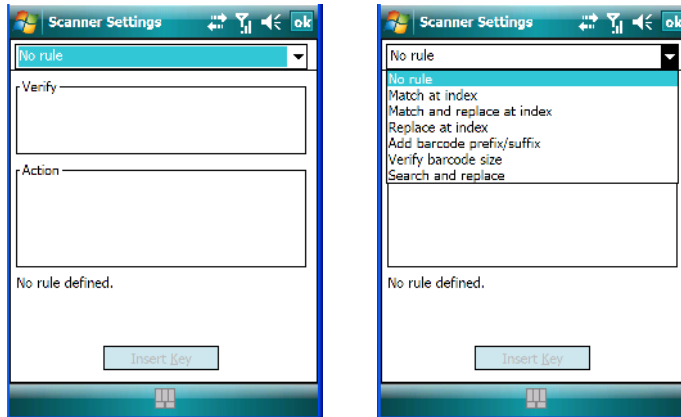 Scanner Settings
ok
No rule
Verify
Action
No rule defined.
Insert Key
Scanner Settings
ok
No rule
No rule
Match at index
Match and replace at index
Replace at index
Add barcode prefix/suffix
Verify barcode size
Search and replace
No rule defined.
Insert Key